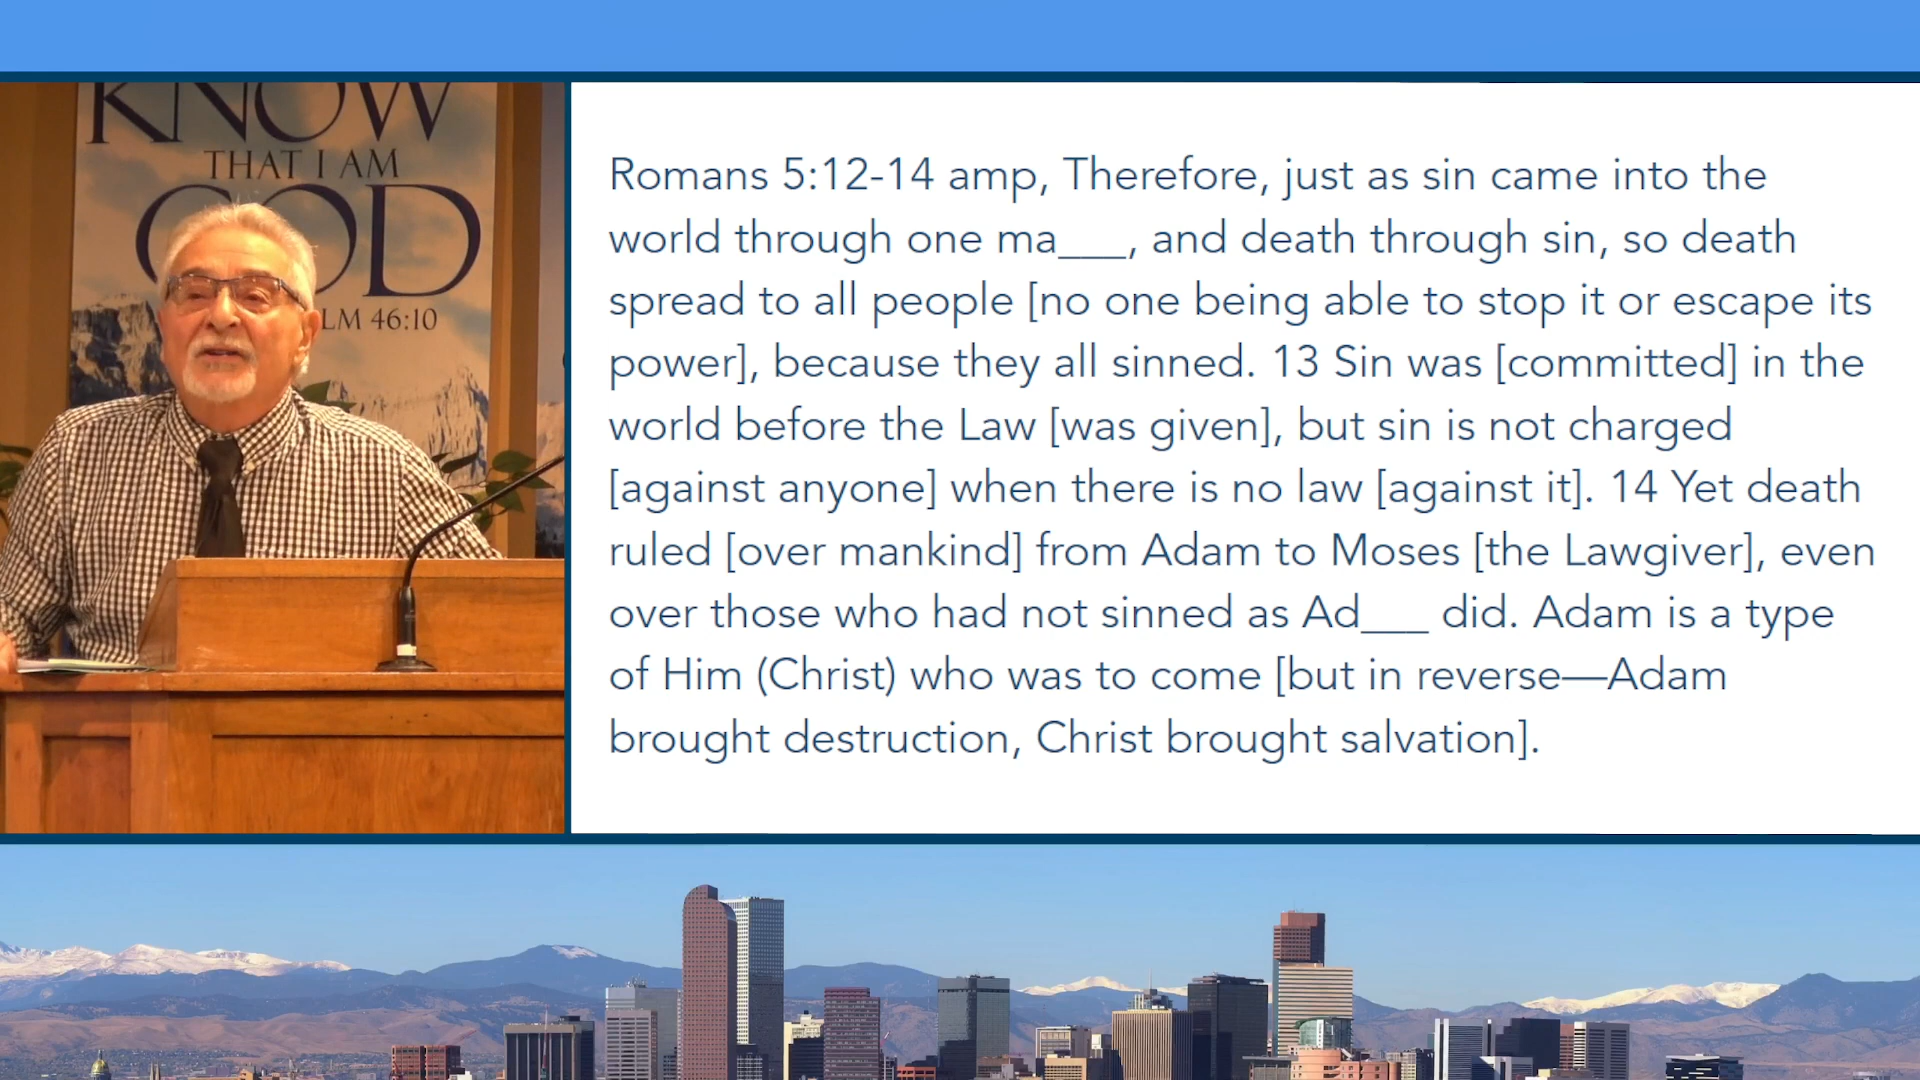 KNOW
THAT I AM
GOD
LM 46:10
Romans 5:12-14 amp, Therefore, just as sin came into the
world through one ma___, and death through sin, so death
spread to all people [no one being able to stop it or escape its
power], because they all sinned. 13 Sin was [committed] in the
world before the Law [was given], but sin is not charged
[against anyone] when there is no law [against it]. 14 Yet death
ruled [over mankind] from Adam to Moses [the Lawgiver], even
over those who had not sinned as Ad___ did. Adam is a type
of Him (Christ) who was to come [but in reverse—Adam
brought destruction, Christ brought salvation].